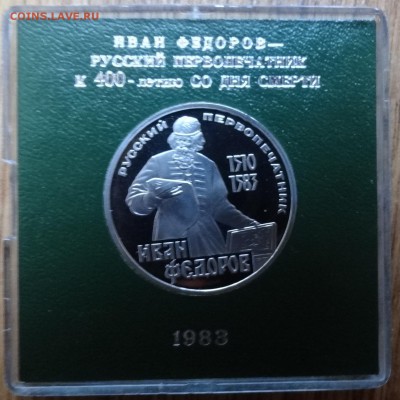 COINS.LAVE.RU
ИВАН ФЕДОРОВ—
РУССКИЙ ПЕРВОПЕЧАТНИК
К 400-ЛЕТИЮ СО ДНЯ СМЕРТИ
РУССКИЙ ПЕРВОПЕЧАТНИК
1510
1583
ИВАН
ФЕДОРОВ
1983